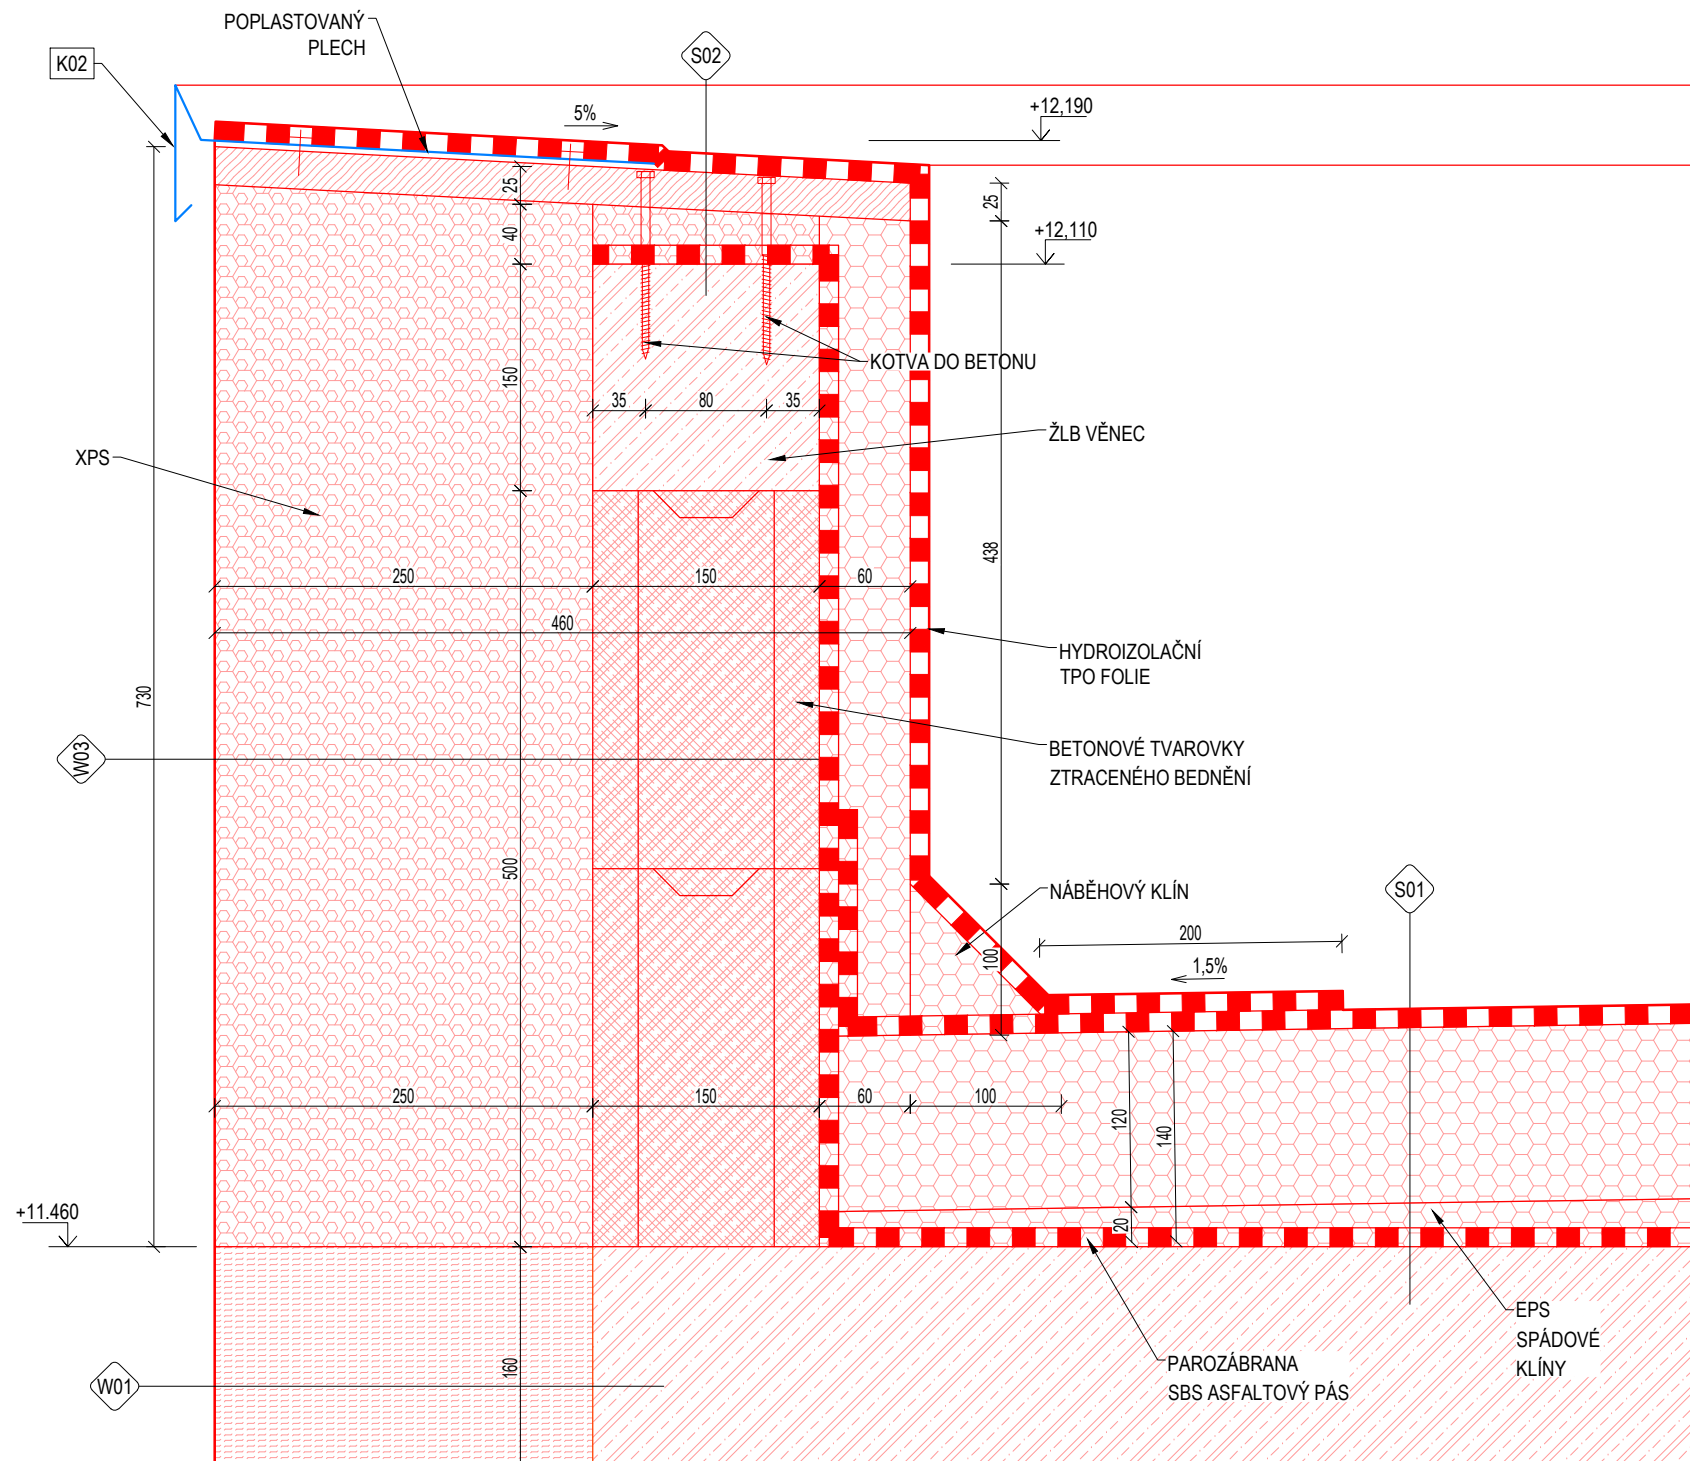 POPLASTOVANÝ
PLECH
K02
S02
5%
+12,190
25
25
40
+12,110
150
KOTVA DO BETONU
35
80
35
ŽLB VĚNEC
XPS
438
250
150
60
460
HYDROIZOLAČNÍ
TPO FOLIE
730
BETONOVÉ TVAROVKY
ZTRACENÉHO BEDNĚNÍ
W03
500
NÁBĚHOVÝ KLÍN
S01
200
100
1,5%
250
150
60
100
120
140
20
+11.460
EPS
SPÁDOVÉ
KLÍNY
PAROZÁBRANA
SBS ASFALTOVÝ PÁS
160
W01